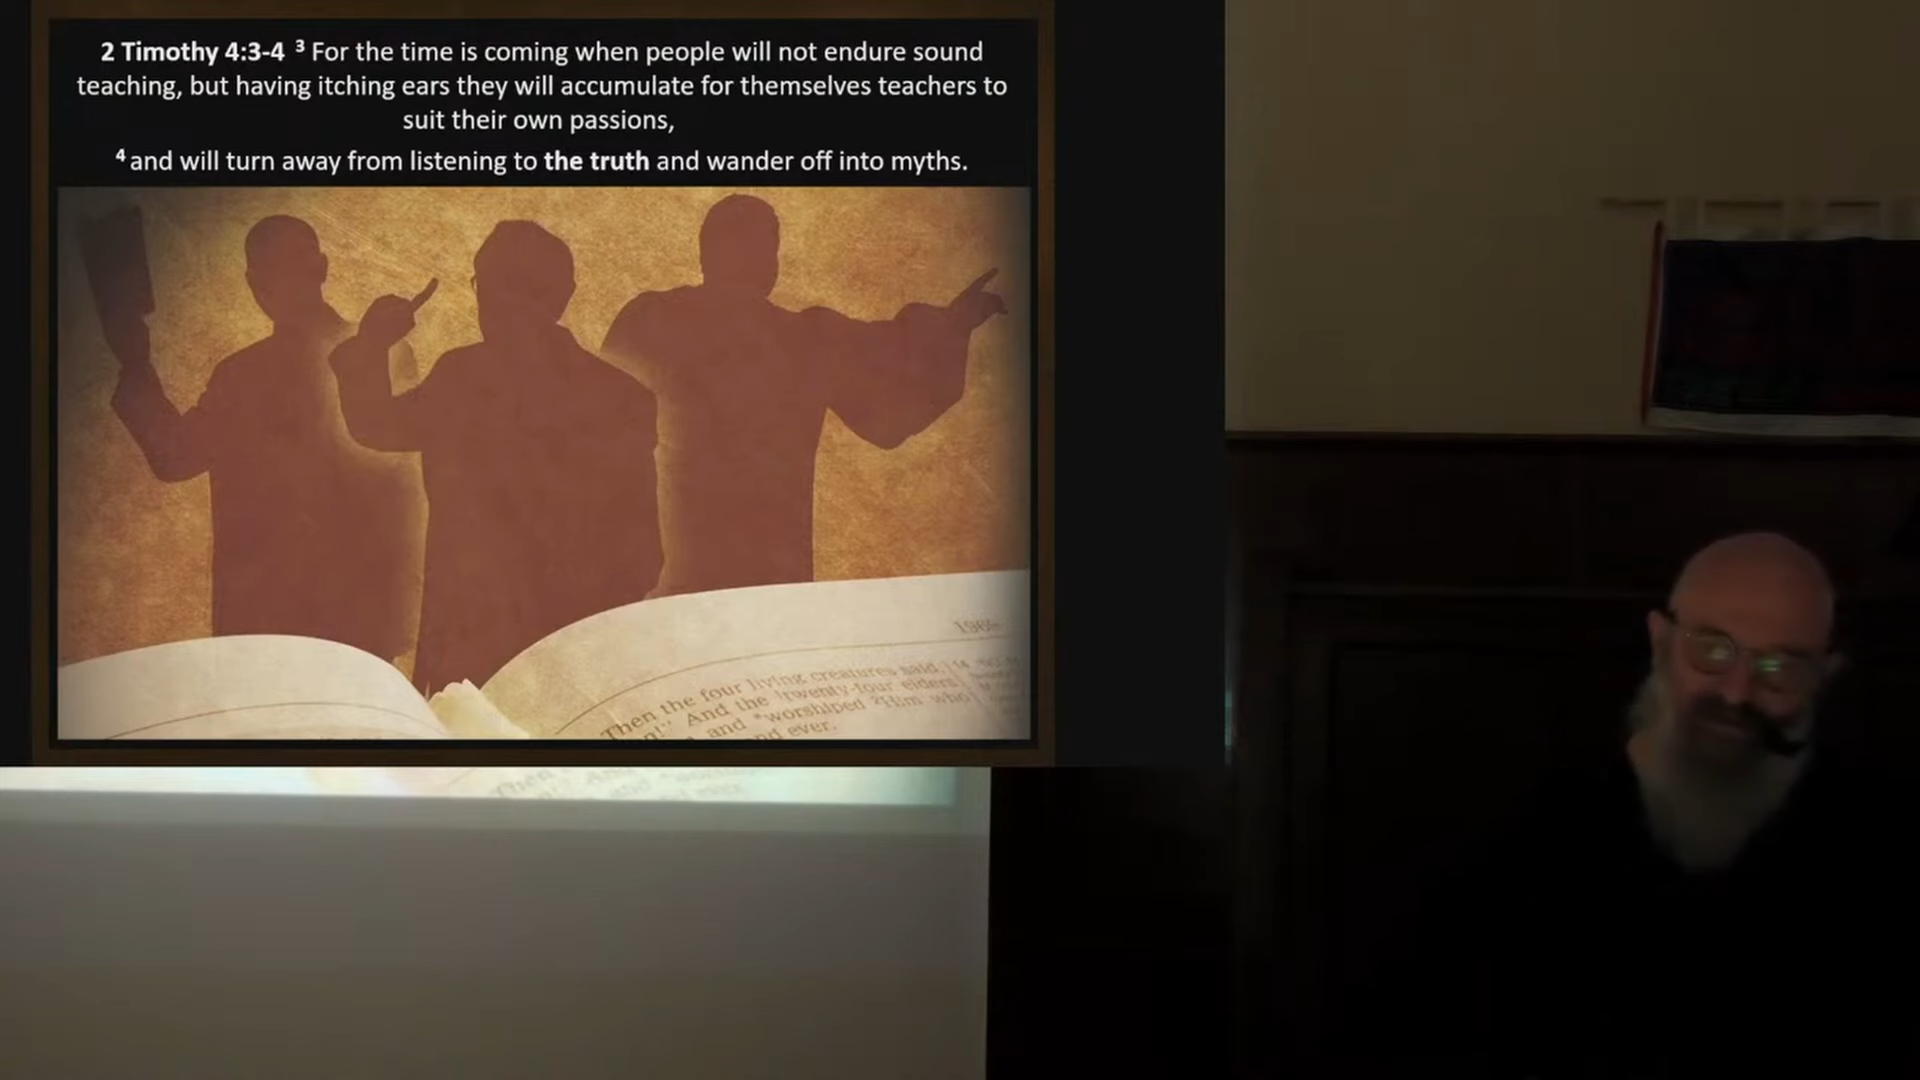 2 Timothy 4:3-4 ³ For the time is coming when people will not endure sound
teaching, but having itching ears they will accumulate for themselves teachers to
suit their own passions,
⁴ and will turn away from listening to the truth and wander off into myths.
1966
Then the four living creatures said,
And the twenty-four elders
and worshiped Him who
and ever.